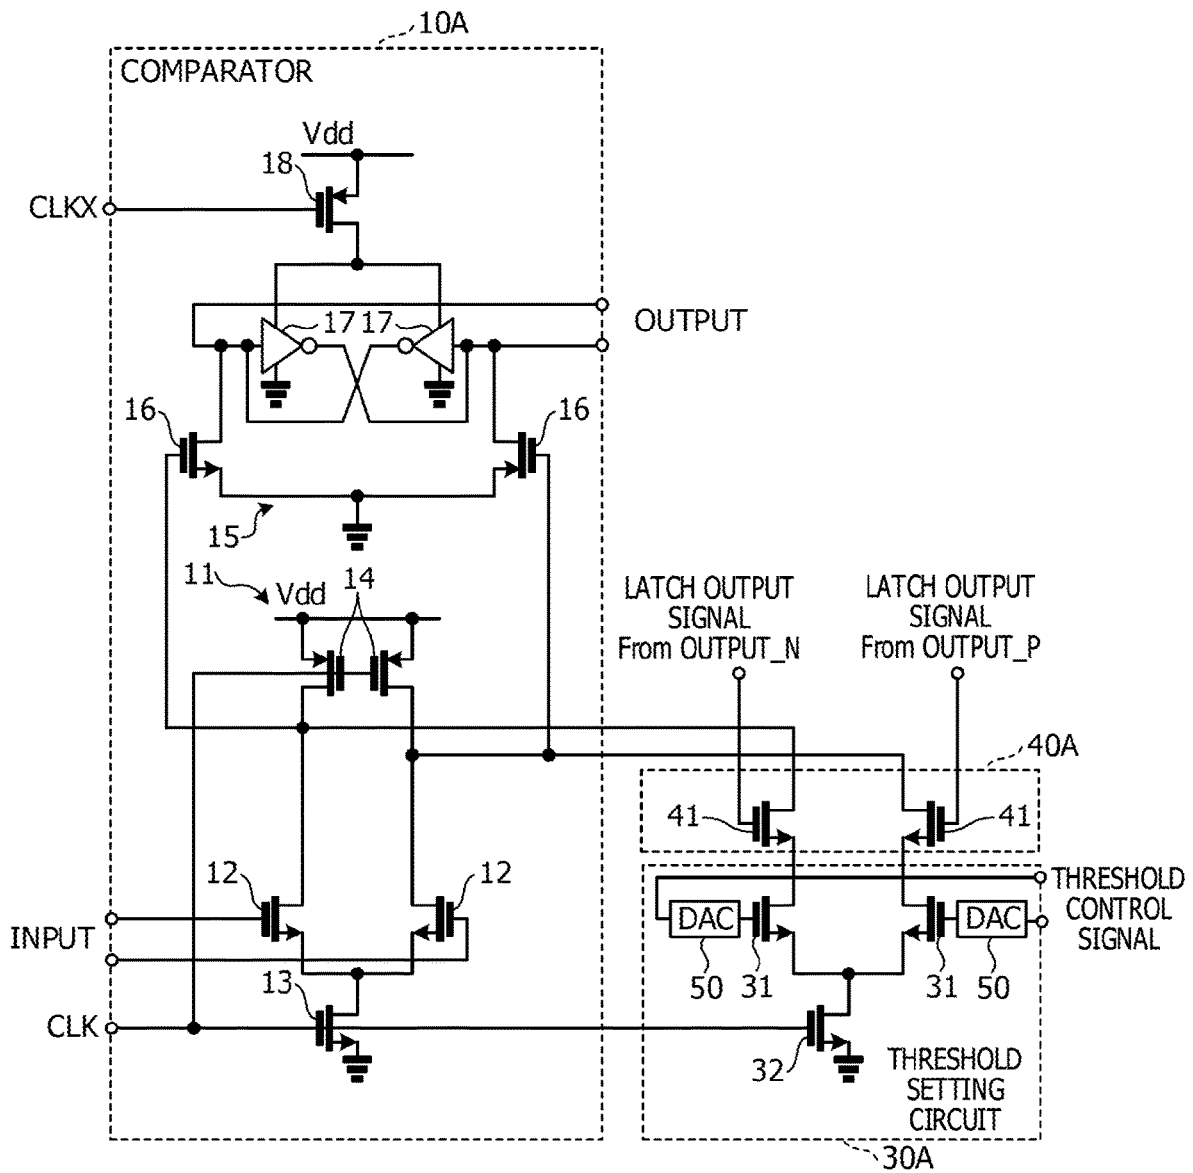 10A
COMPARATOR
Vdd
18
CLKX
17 17
OUTPUT
16
16
15
11
Vdd
14
LATCH OUTPUT
SIGNAL
From OUTPUT_N
LATCH OUTPUT
SIGNAL
From OUTPUT_P
40A
41
41
12
12
INPUT
THRESHOLD
CONTROL
SIGNAL
DAC
DAC
50
31
31
50
13
CLK
32
THRESHOLD
SETTING
CIRCUIT
30A